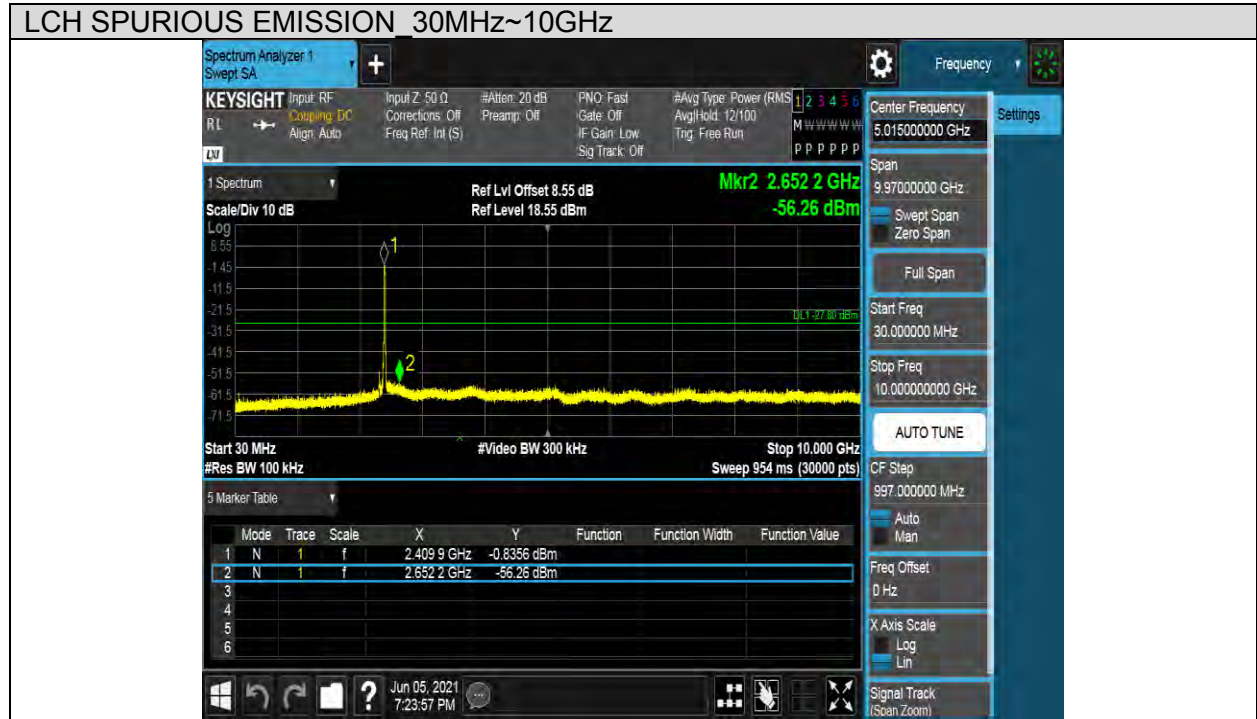 LCH SPURIOUS EMISSION_30MHz~10GHz
Spectrum Analyzer 1
Swept SA
+
Frequency
KEYSIGHT
RL
LXI
Input: RF
Coupling: DC
Align: Auto
Input Z: 50 Ω
Corrections: Off
Freq Ref: Int (S)
#Atten: 20 dB
Preamp: Off
PNO: Fast
Gate: Off
IF Gain: Low
Sig Track: Off
#Avg Type: Power (RMS
Avg|Hold: 12/100
Trig: Free Run
1 2 3 4 5 6
M W W W W W
P P P P P P
Center Frequency
5.015000000 GHz
Settings
1 Spectrum
Scale/Div 10 dB
Ref Lvl Offset 8.55 dB
Ref Level 18.55 dBm
Mkr2 2.652 2 GHz
-56.26 dBm
Span
9.97000000 GHz
Swept Span
Zero Span
Full Span
Log
8.55
-1.45
-11.5
-21.5
-31.5
-41.5
-51.5
-61.5
-71.5
1
2
DL1 -27.80 dBm
Start Freq
30.000000 MHz
Stop Freq
10.000000000 GHz
AUTO TUNE
Start 30 MHz
#Res BW 100 kHz
#Video BW 300 kHz
Stop 10.000 GHz
Sweep 954 ms (30000 pts)
CF Step
997.000000 MHz
Auto
Man
5 Marker Table
Mode Trace Scale X Y Function Function Width Function Value
1 N 1 f 2.409 9 GHz -0.8356 dBm
2 N 1 f 2.652 2 GHz -56.26 dBm
3
4
5
6
Freq Offset
0 Hz
X Axis Scale
Log
Lin
Signal Track
(Span Zoom)
?
Jun 05, 2021
7:23:57 PM